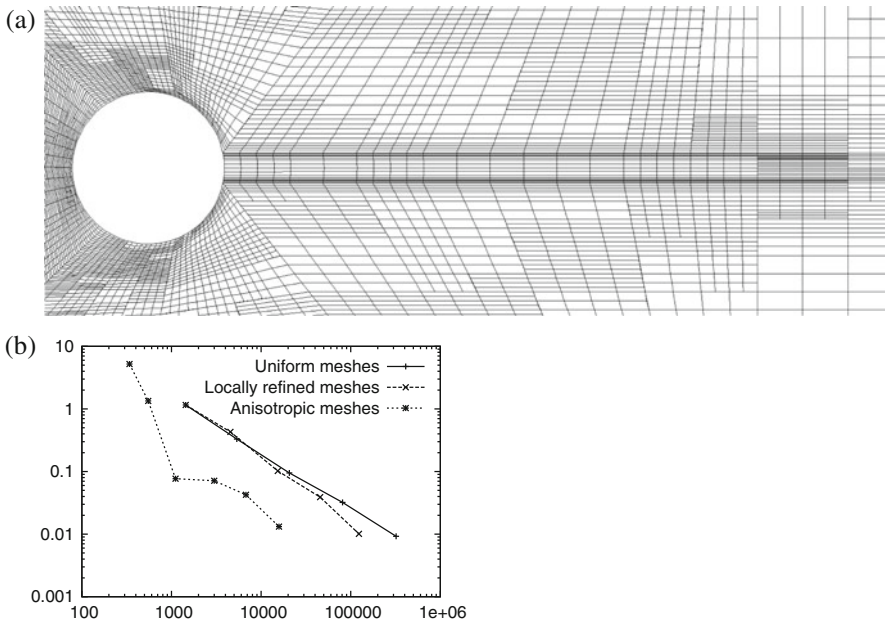 (a)
(b)
10
1
0.1
0.01
0.001
Uniform meshes
Locally refined meshes
Anisotropic meshes
100 1000 10000 100000 1e+06